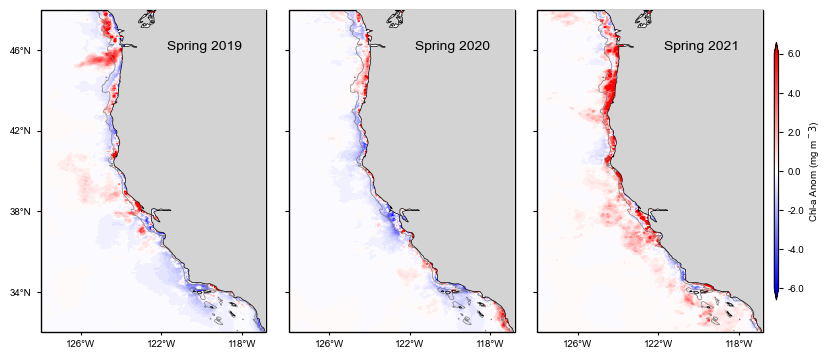 Spring 2019
Spring 2020
Spring 2021
46°N
42°N
38°N
34°N
126°W 122°W 118°W
126°W 122°W 118°W
126°W 122°W 118°W
6.0
4.0
2.0
0.0
-2.0
-4.0
-6.0
Chl-a Anom (mg m ‾3)